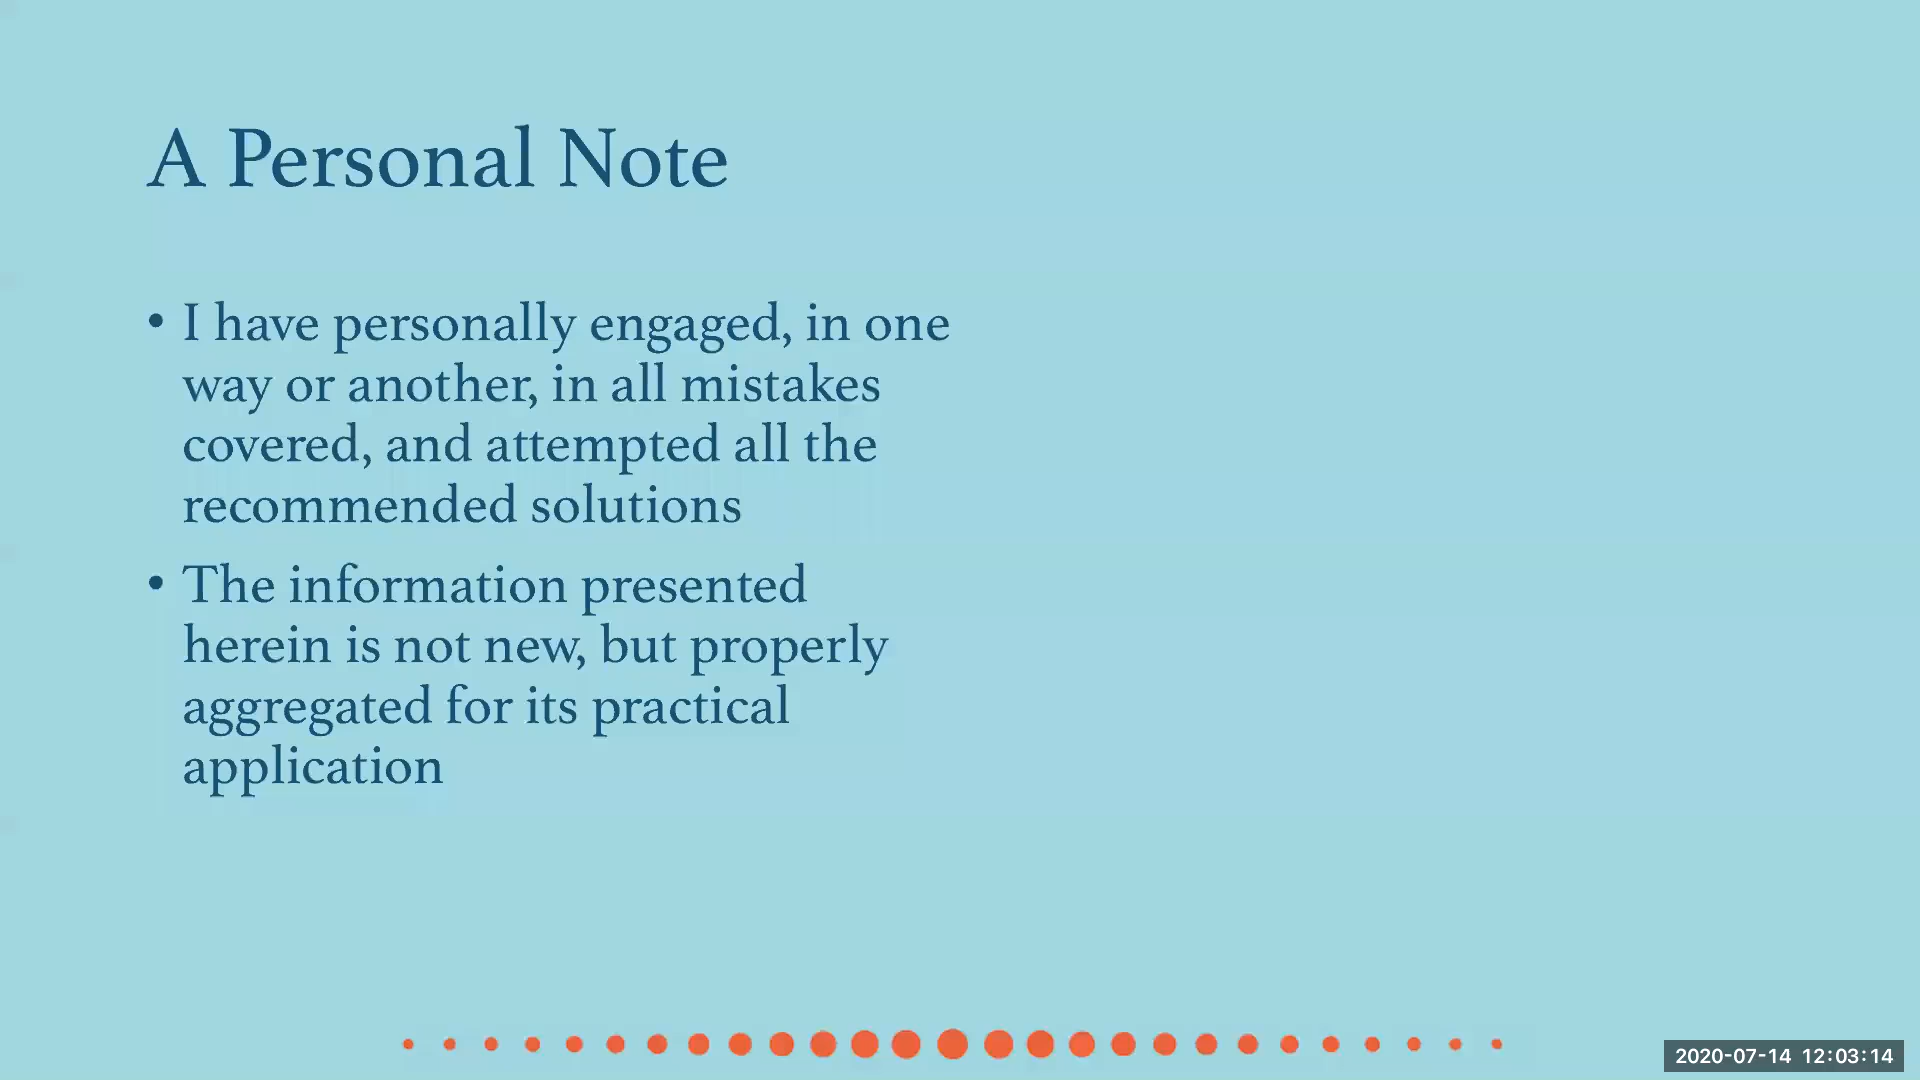 A Personal Note
• I have personally engaged, in one
way or another, in all mistakes
covered, and attempted all the
recommended solutions
• The information presented
herein is not new, but properly
aggregated for its practical
application
2020-07-14 12:03:14